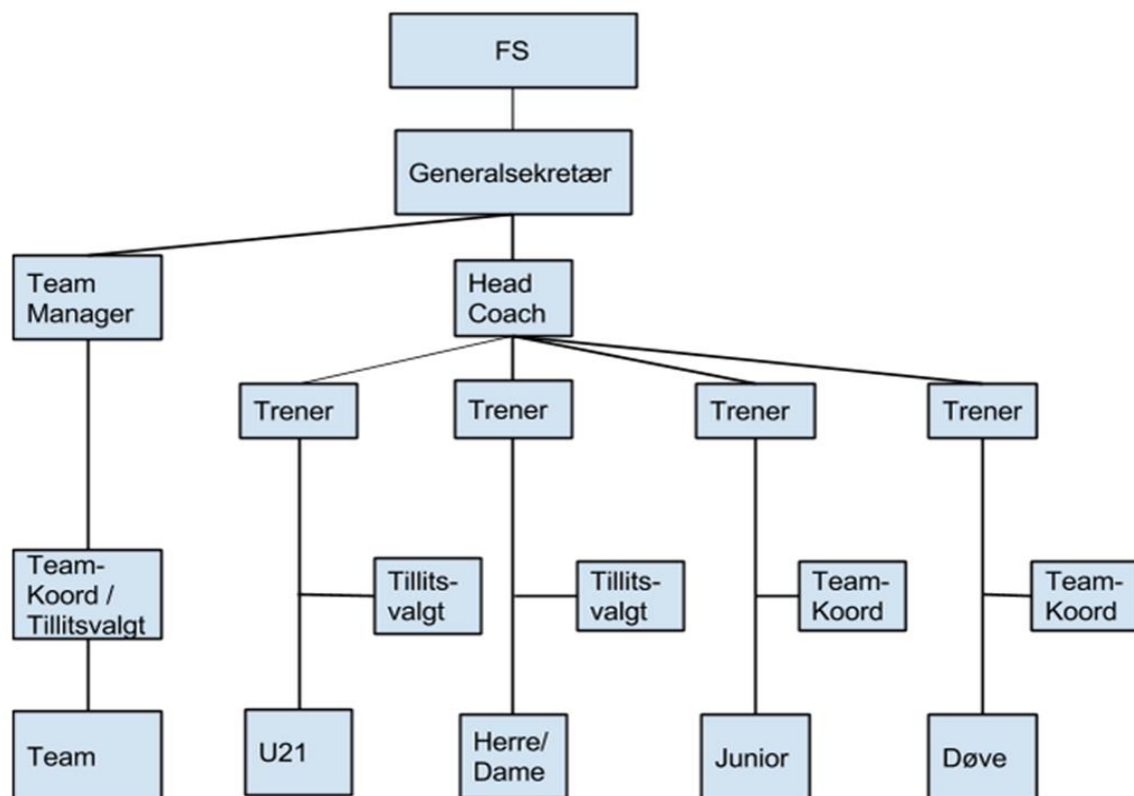 FS
Generalsekretær
Team
Manager
Head
Coach
Trener
Trener
Trener
Trener
Team-
Koord /
Tillitsvalgt
Tillits-
valgt
Tillits-
valgt
Team-
Koord
Team-
Koord
Team
U21
Herre/
Dame
Junior
Døve